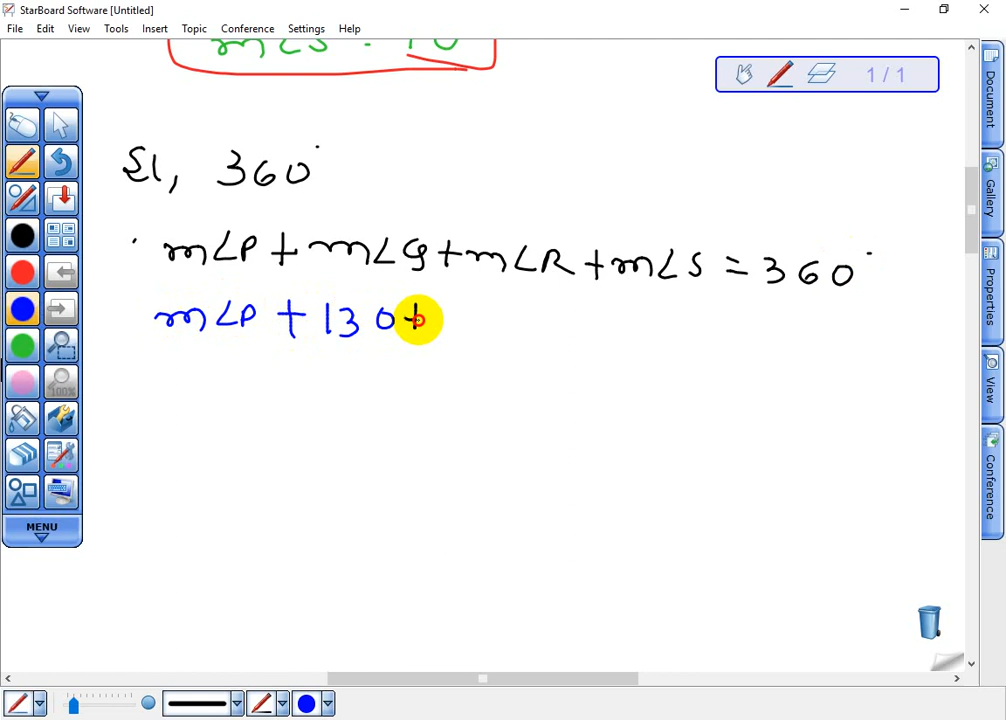 StarBoard Software [Untitled]
File Edit View Tools Insert Topic Conference Settings Help
m∠S
1 / 1
Document
Gallery
Properties
View
Conference
360°
m∠P + m∠Q + m∠R + m∠S = 360°
m∠P + 130 +
100%
MENU